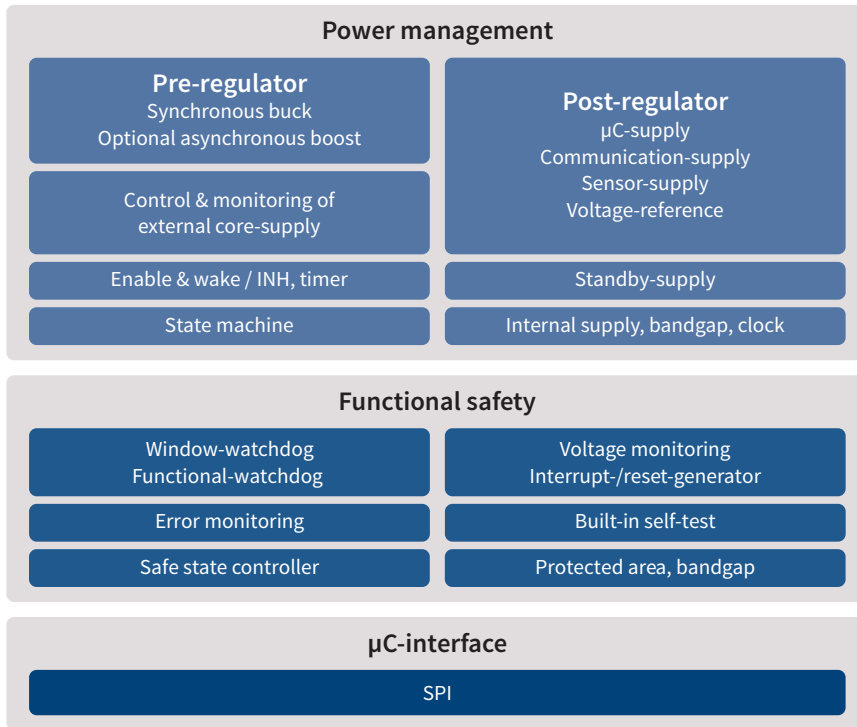 Power management
Pre-regulator
Synchronous buck
Optional asynchronous boost
Control & monitoring of
external core-supply
Enable & wake / INH, timer
State machine
Post-regulator
µC-supply
Communication-supply
Sensor-supply
Voltage-reference
Standby-supply
Internal supply, bandgap, clock
Functional safety
Window-watchdog
Functional-watchdog
Error monitoring
Safe state controller
Voltage monitoring
Interrupt-/reset-generator
Built-in self-test
Protected area, bandgap
µC-interface
SPI